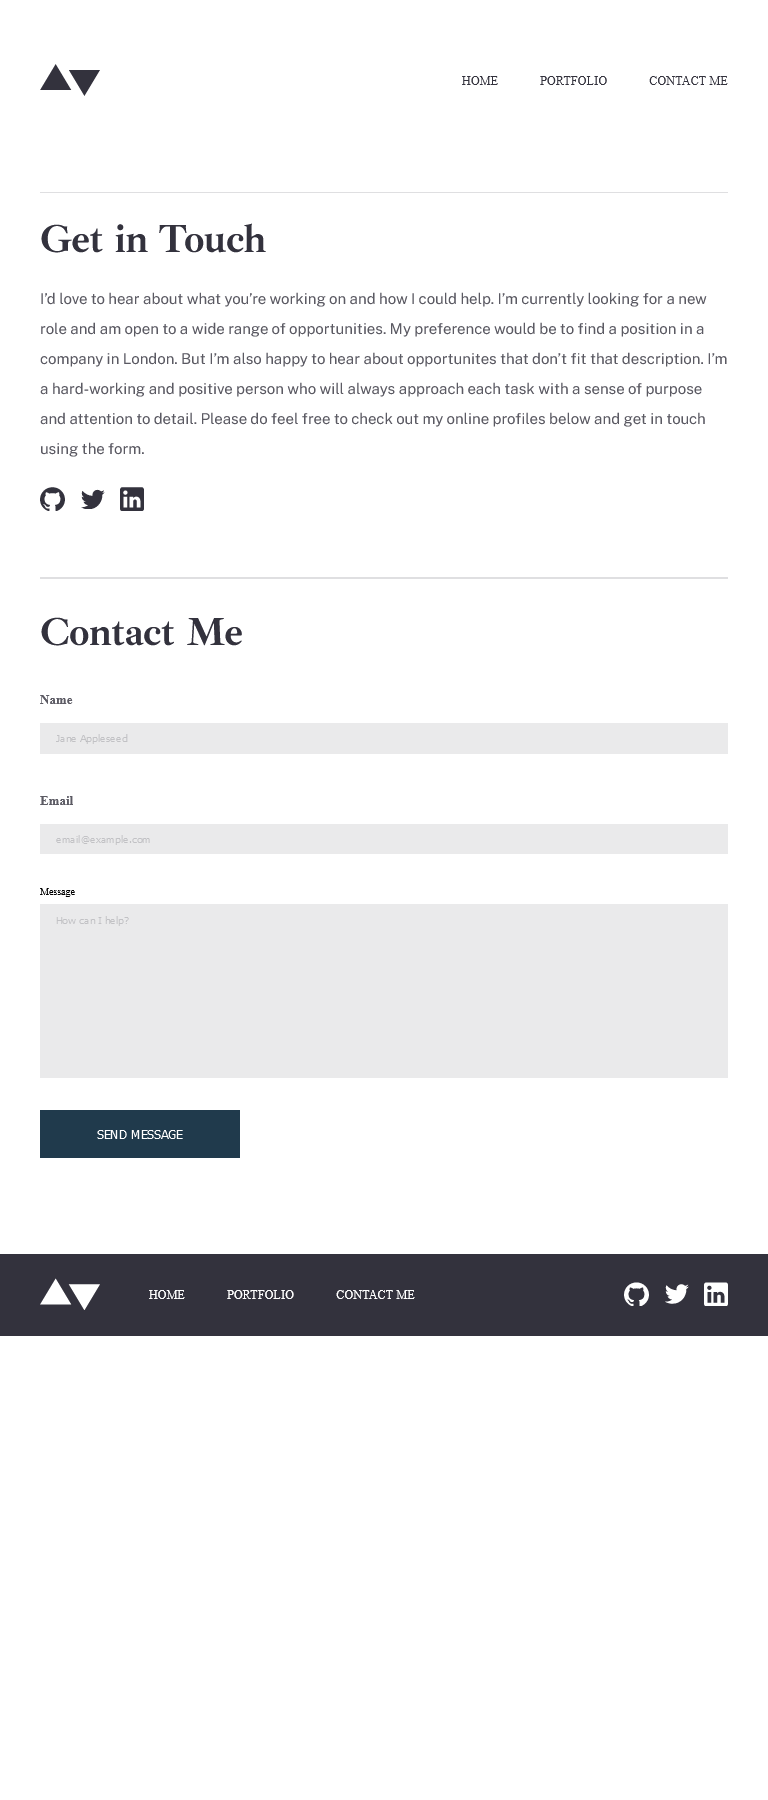 HOME PORTFOLIO CONTACT ME
Get in Touch
I’d love to hear about what you’re working on and how I could help. I’m currently looking for a new
role and am open to a wide range of opportunities. My preference would be to find a position in a
company in London. But I’m also happy to hear about opportunites that don’t fit that description. I’m
a hard-working and positive person who will always approach each task with a sense of purpose
and attention to detail. Please do feel free to check out my online profiles below and get in touch
using the form.
Contact Me
Name
Jane Appleseed
Email
email@example.com
Message
How can I help?
SEND MESSAGE
HOME PORTFOLIO CONTACT ME